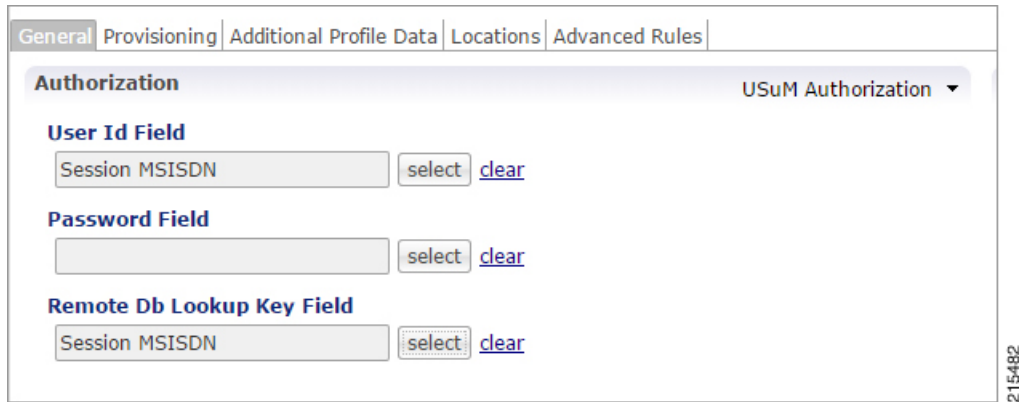 General Provisioning Additional Profile Data Locations Advanced Rules
Authorization USuM Authorization
User Id Field
Session MSISDN select clear
Password Field
select clear
Remote Db Lookup Key Field
Session MSISDN select clear
215482